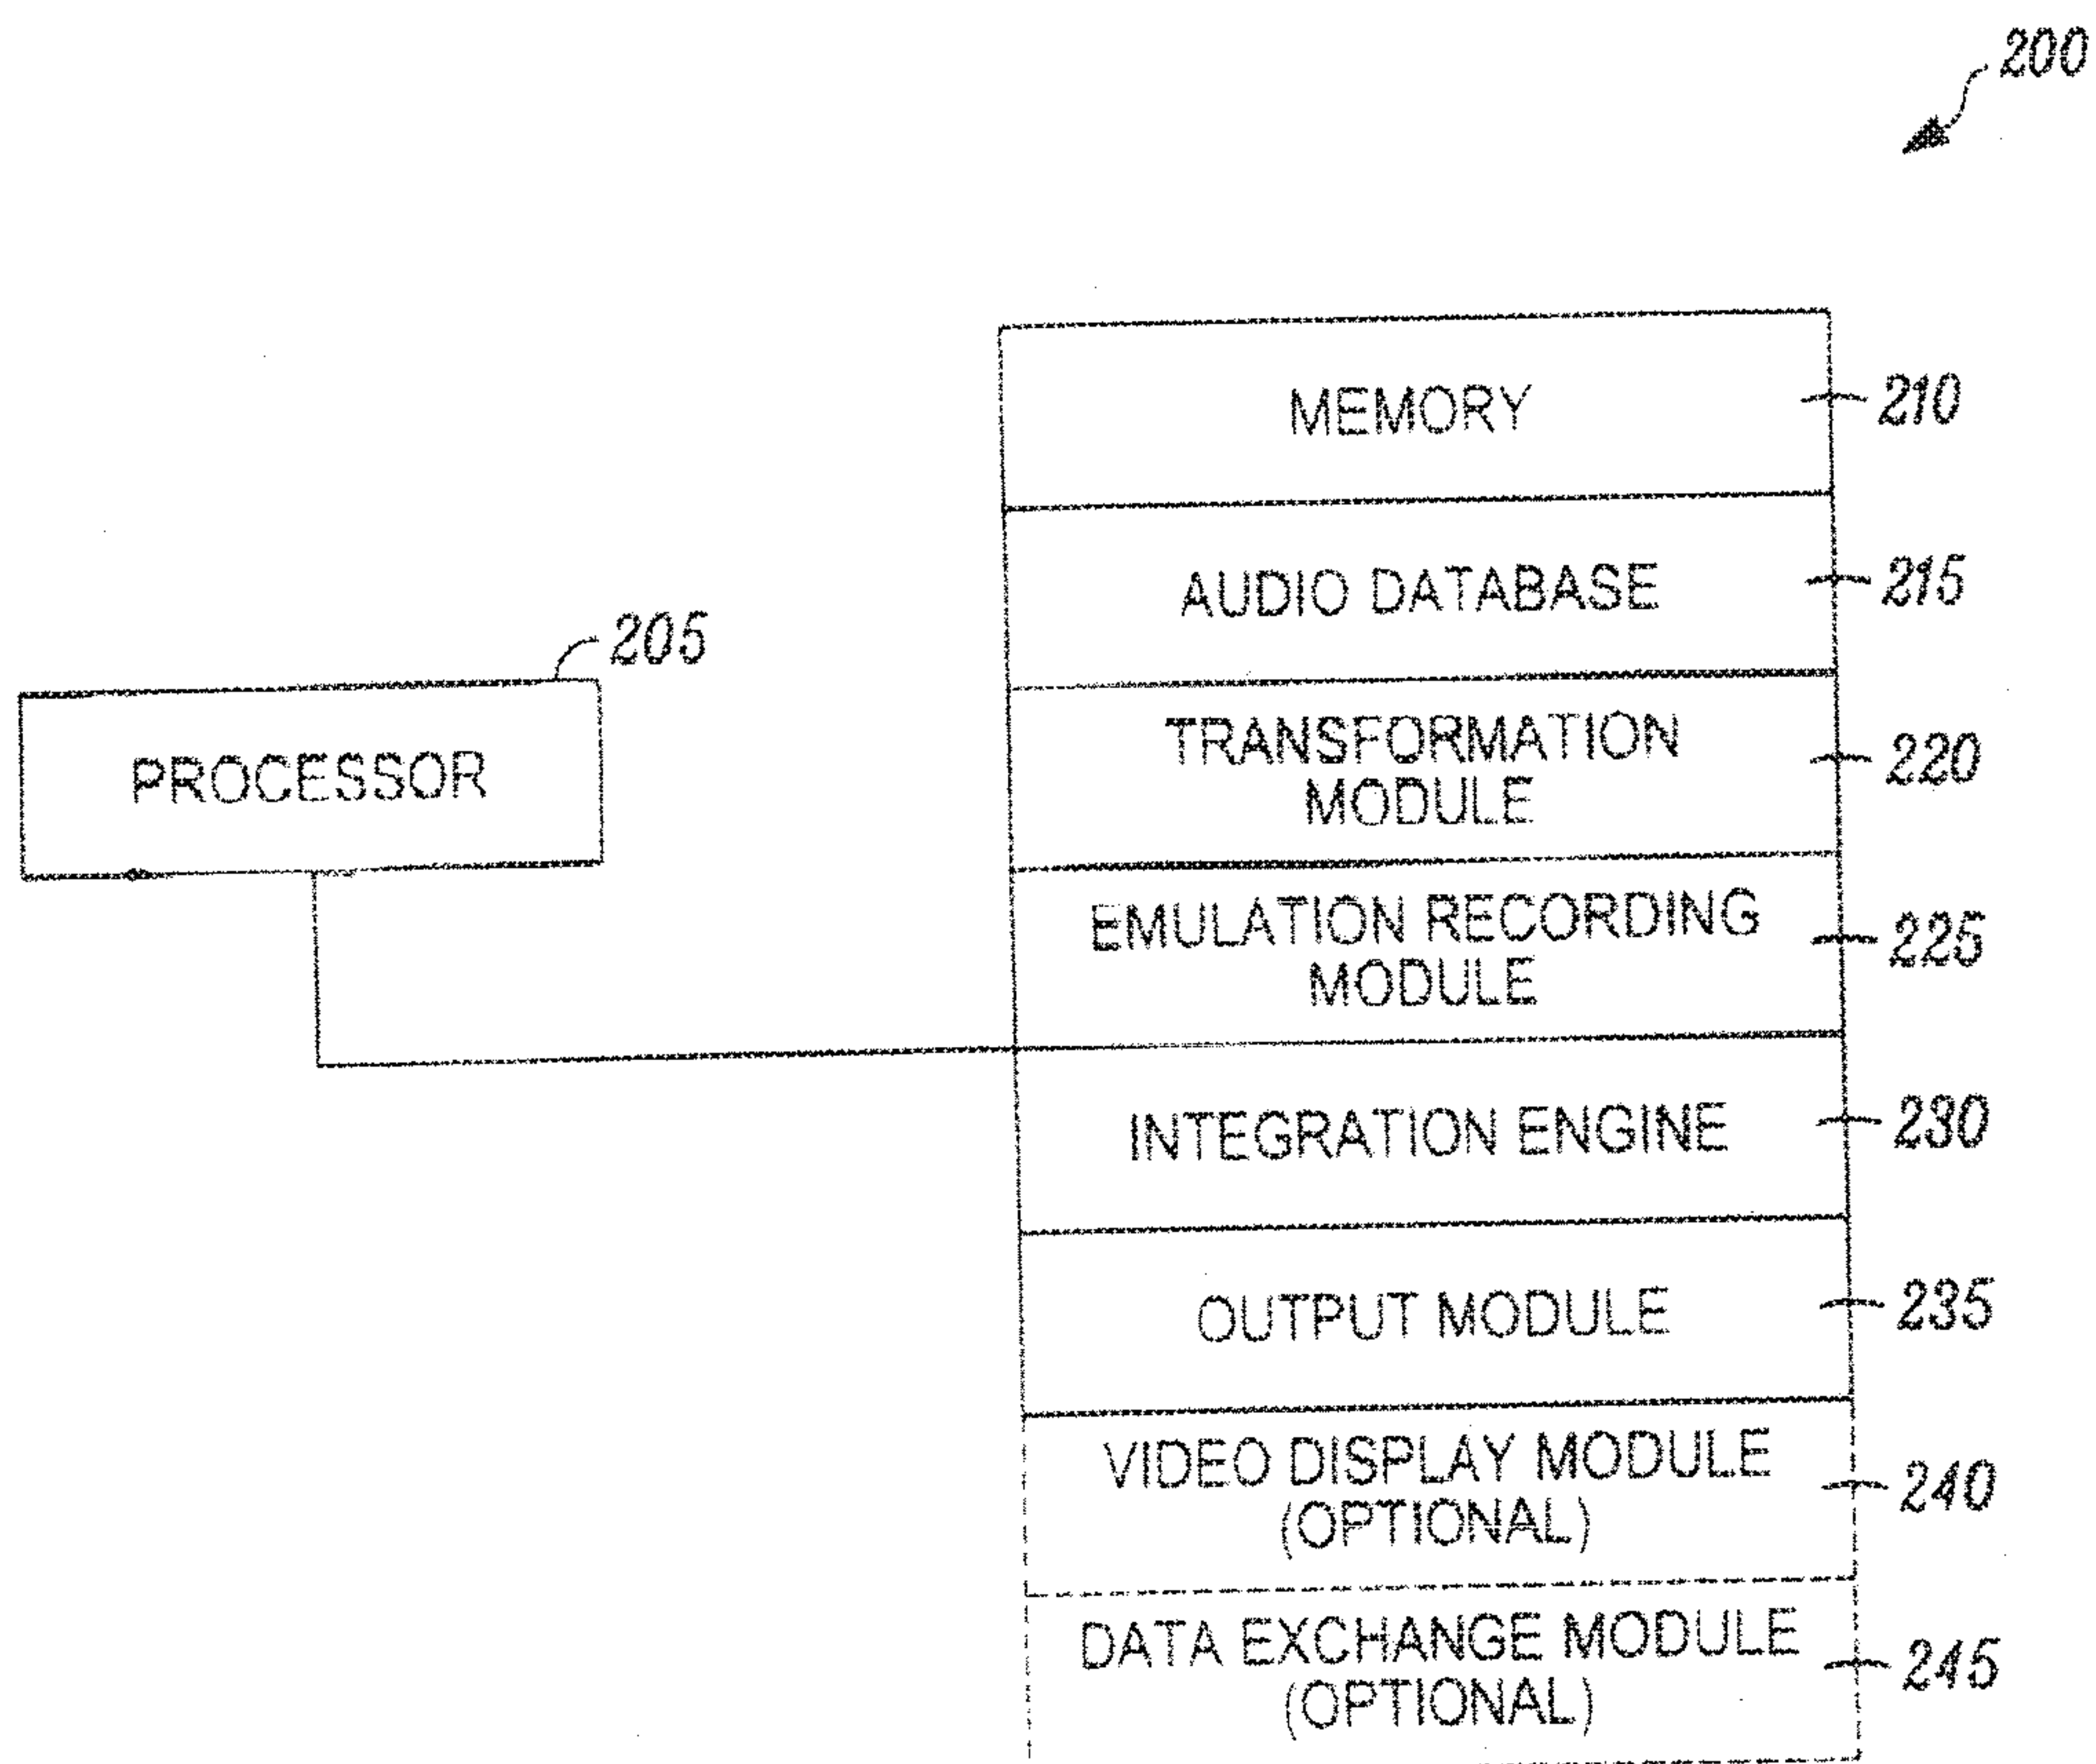 200
MEMORY
210
AUDIO DATABASE
215
205
PROCESSOR
TRANSFORMATION
MODULE
220
EMULATION RECORDING
MODULE
225
INTEGRATION ENGINE
230
OUTPUT MODULE
235
VIDEO DISPLAY MODULE
(OPTIONAL)
240
DATA EXCHANGE MODULE
(OPTIONAL)
245